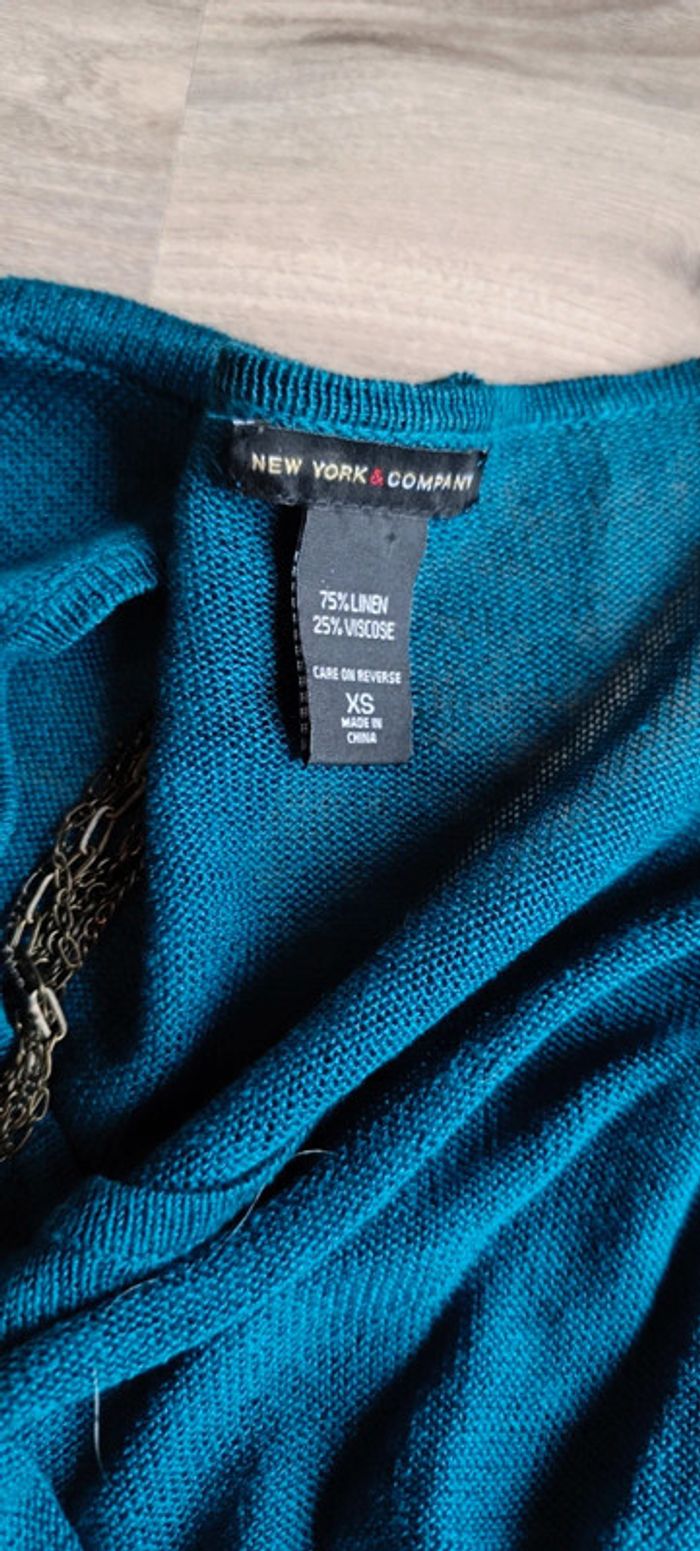 NEW YORK & COMPANY
75% LINEN
25% VISCOSE
CARE ON REVERSE
XS
MADE IN
CHINA